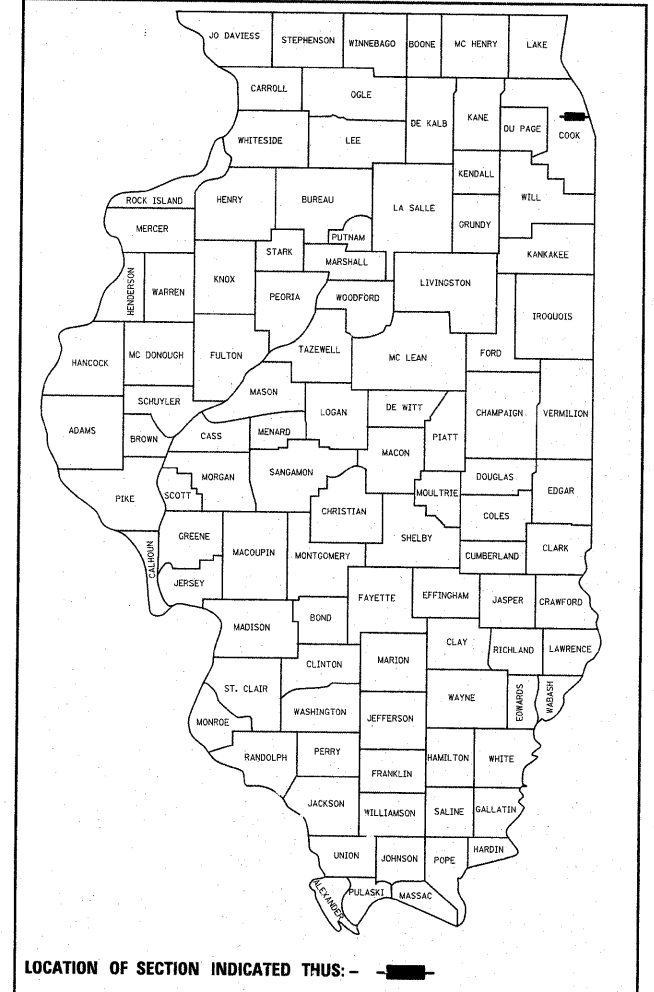 JO DAVIESS
STEPHENSON
WINNEBAGO
BOONE
MC HENRY
LAKE
CARROLL
OGLE
DE KALB
KANE
DU PAGE
COOK
WHITESIDE
LEE
KENDALL
WILL
ROCK ISLAND
HENRY
BUREAU
LA SALLE
GRUNDY
MERCER
PUTNAM
STARK
MARSHALL
KANKAKEE
HENDERSON
WARREN
KNOX
PEORIA
WOODFORD
LIVINGSTON
IROQUOIS
HANCOCK
MC DONOUGH
FULTON
TAZEWELL
MC LEAN
FORD
SCHUYLER
MASON
LOGAN
DE WITT
CHAMPAIGN
VERMILION
ADAMS
BROWN
CASS
MENARD
MACON
PIATT
PIKE
SCOTT
MORGAN
SANGAMON
CHRISTIAN
MOULTRIE
DOUGLAS
EDGAR
COLES
CALHOUN
GREENE
MACOUPIN
MONTGOMERY
SHELBY
CUMBERLAND
CLARK
JERSEY
FAYETTE
EFFINGHAM
JASPER
CRAWFORD
MADISON
BOND
CLAY
RICHLAND
LAWRENCE
CLINTON
MARION
ST. CLAIR
WASHINGTON
WAYNE
EDWARDS
WABASH
MONROE
JEFFERSON
RANDOLPH
PERRY
HAMILTON
WHITE
FRANKLIN
JACKSON
WILLIAMSON
SALINE
GALLATIN
UNION
JOHNSON
POPE
HARDIN
ALEXANDER
PULASKI
MASSAC
LOCATION OF SECTION INDICATED THUS: -